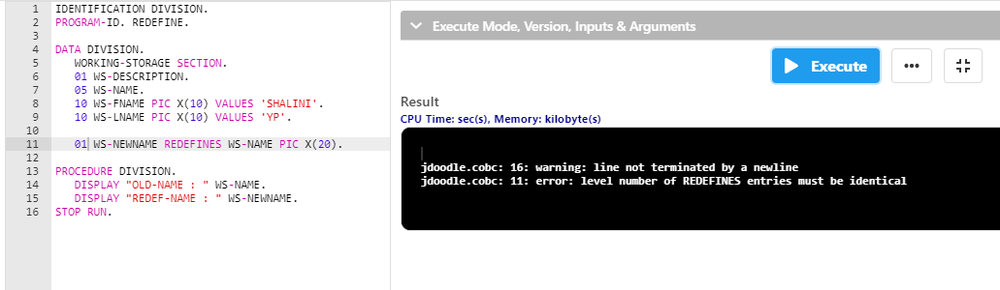 1 IDENTIFICATION DIVISION.
2 PROGRAM-ID. REDEFINE.
3
4 DATA DIVISION.
5 WORKING-STORAGE SECTION.
6 01 WS-DESCRIPTION.
7 05 WS-NAME.
8 10 WS-FNAME PIC X(10) VALUES 'SHALINI'.
9 10 WS-LNAME PIC X(10) VALUES 'YP'.
10
11 01 WS-NEWNAME REDEFINES WS-NAME PIC X(20).
12
13 PROCEDURE DIVISION.
14 DISPLAY "OLD-NAME : " WS-NAME.
15 DISPLAY "REDEF-NAME : " WS-NEWNAME.
16 STOP RUN.
Execute Mode, Version, Inputs & Arguments
Execute
Result
CPU Time: sec(s), Memory: kilobyte(s)
jdoodle.cobc: 16: warning: line not terminated by a newline
jdoodle.cobc: 11: error: level number of REDEFINES entries must be identical